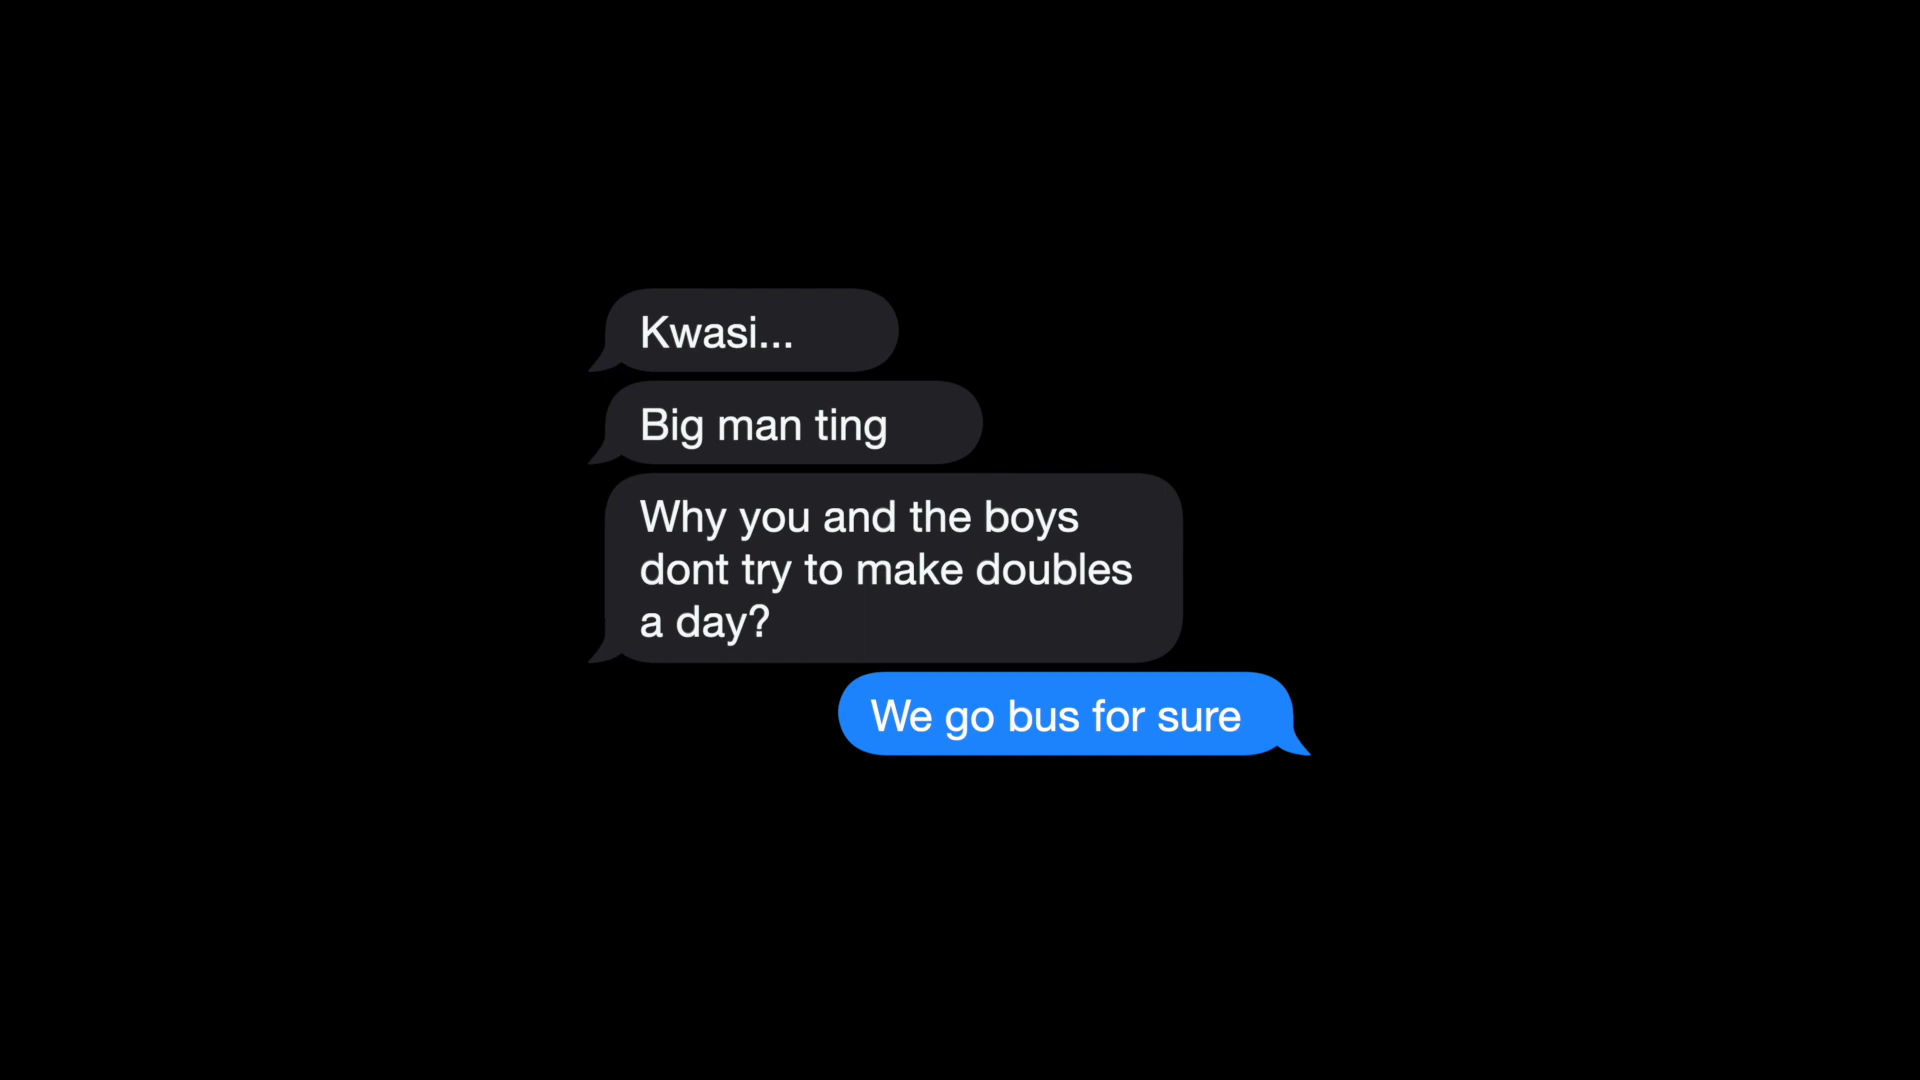 Kwasi...
Big man ting
Why you and the boys
dont try to make doubles
a day?
We go bus for sure